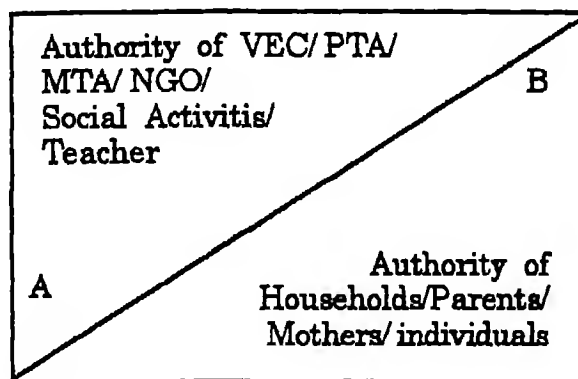 Authority of VEC/ PTA/
MTA/ NGO/
Social Activitis/
Teacher
B
A
Authority of
Households/Parents/
Mothers/ individuals